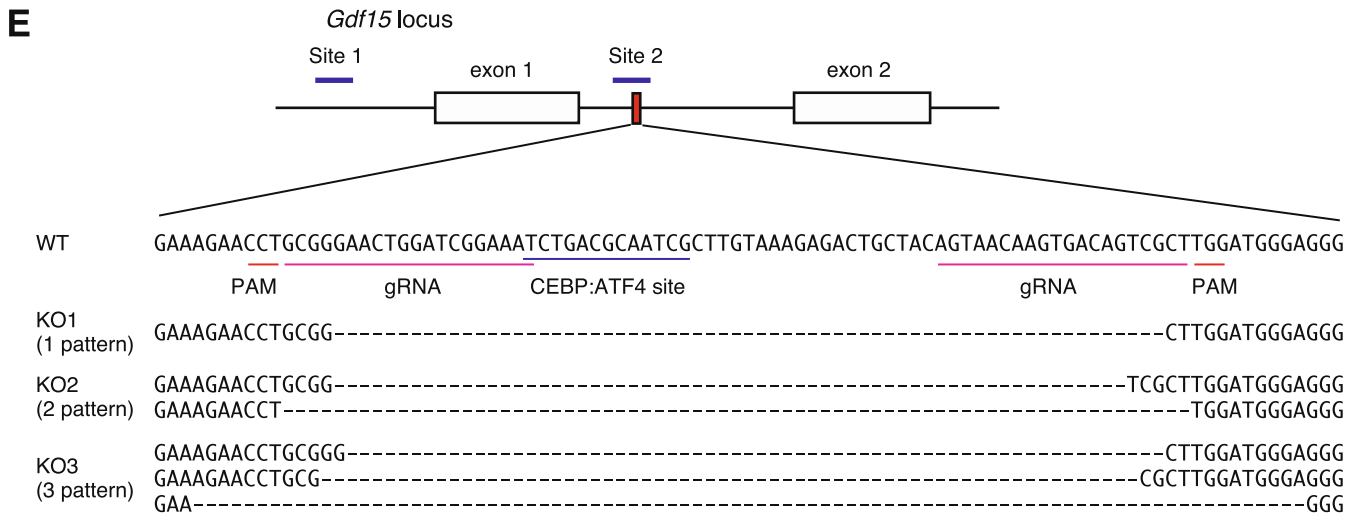 E
Gdf15 locus
Site 1
Site 2
exon 1
exon 2
WT GAAAGAACCTGCGGGAACTGGATCGGAAATCTGACGCAATCGCTTGTAAAGAGACTGCTACAGTAACAAGTGACAGTCGCTTGGATGGGAGGG
PAM gRNA CEBP:ATF4 site gRNA PAM
KO1
(1 pattern)
GAAAGAACCTGCGG-----------------------------------------------------------------CTTGGATGGGAGGG
KO2
(2 pattern)
GAAAGAACCTGCGG--------------------------------------------------------------TCGCTTGGATGGGAGGG
GAAAGAACCT-----------------------------------------------------------------------TGGATGGGAGGG
KO3
(3 pattern)
GAAAGAACCTGCGGG----------------------------------------------------------------CTTGGATGGGAGGG
GAAAGAACCTGCG----------------------------------------------------------------CGCTTGGATGGGAGGG
GAA---------------------------------------------------------------------------------------GGG